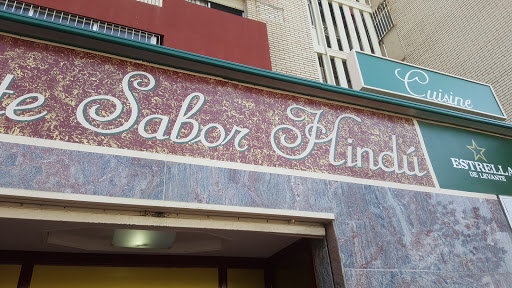 Cuisine
te Sabor Hindú
ESTRELLA
DE LEVANTE